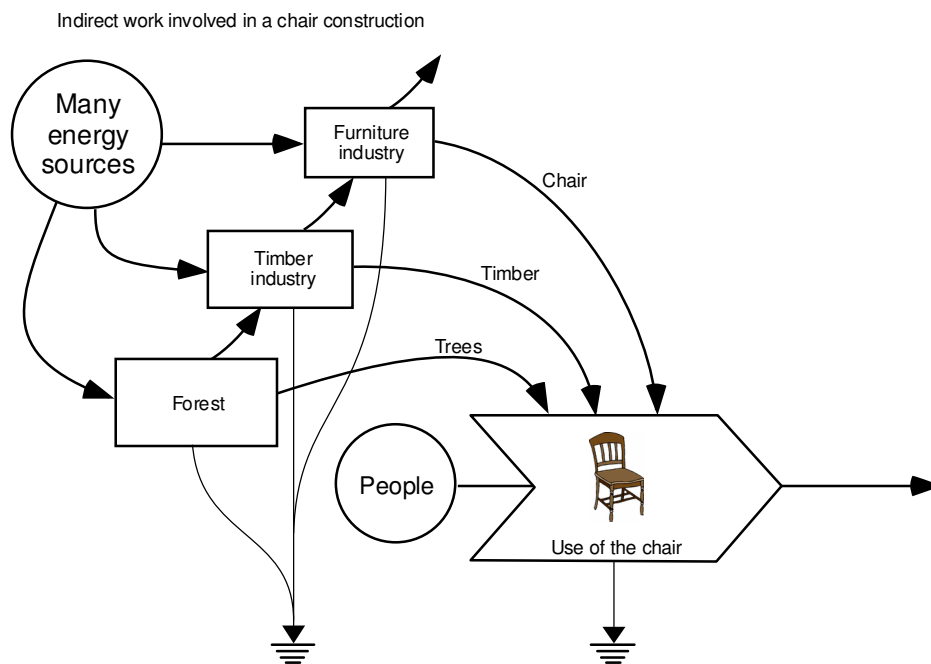 Indirect work involved in a chair construction
Many
energy
sources
Furniture
industry
Chair
Timber
industry
Timber
Trees
Forest
People
Use of the chair